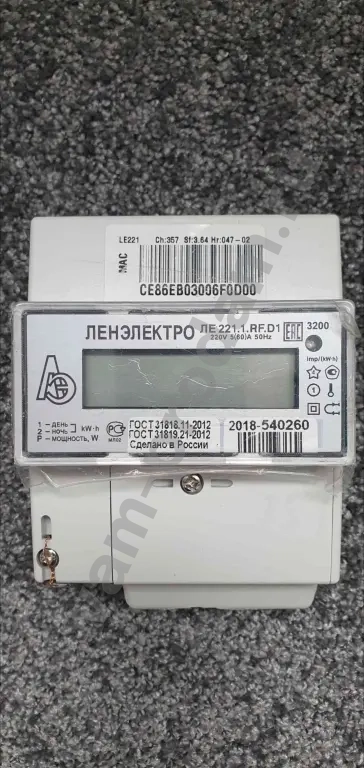 LE221 Ch:357 Sf:3.64 Hr:047-02
MAC
CE86EB03006F0D00
ЛЕНЭЛЕКТРО ЛЕ 221.1.RF.D1 ЕАС 3200
220V 5(60)A 50Hz
imp/(kW·h)
1 - ДЕНЬ
2 - НОЧЬ kW·h
P - МОЩНОСТЬ, W
ГОСТ 31818.11-2012
ГОСТ 31819.21-2012
Сделано в России
2018-540260